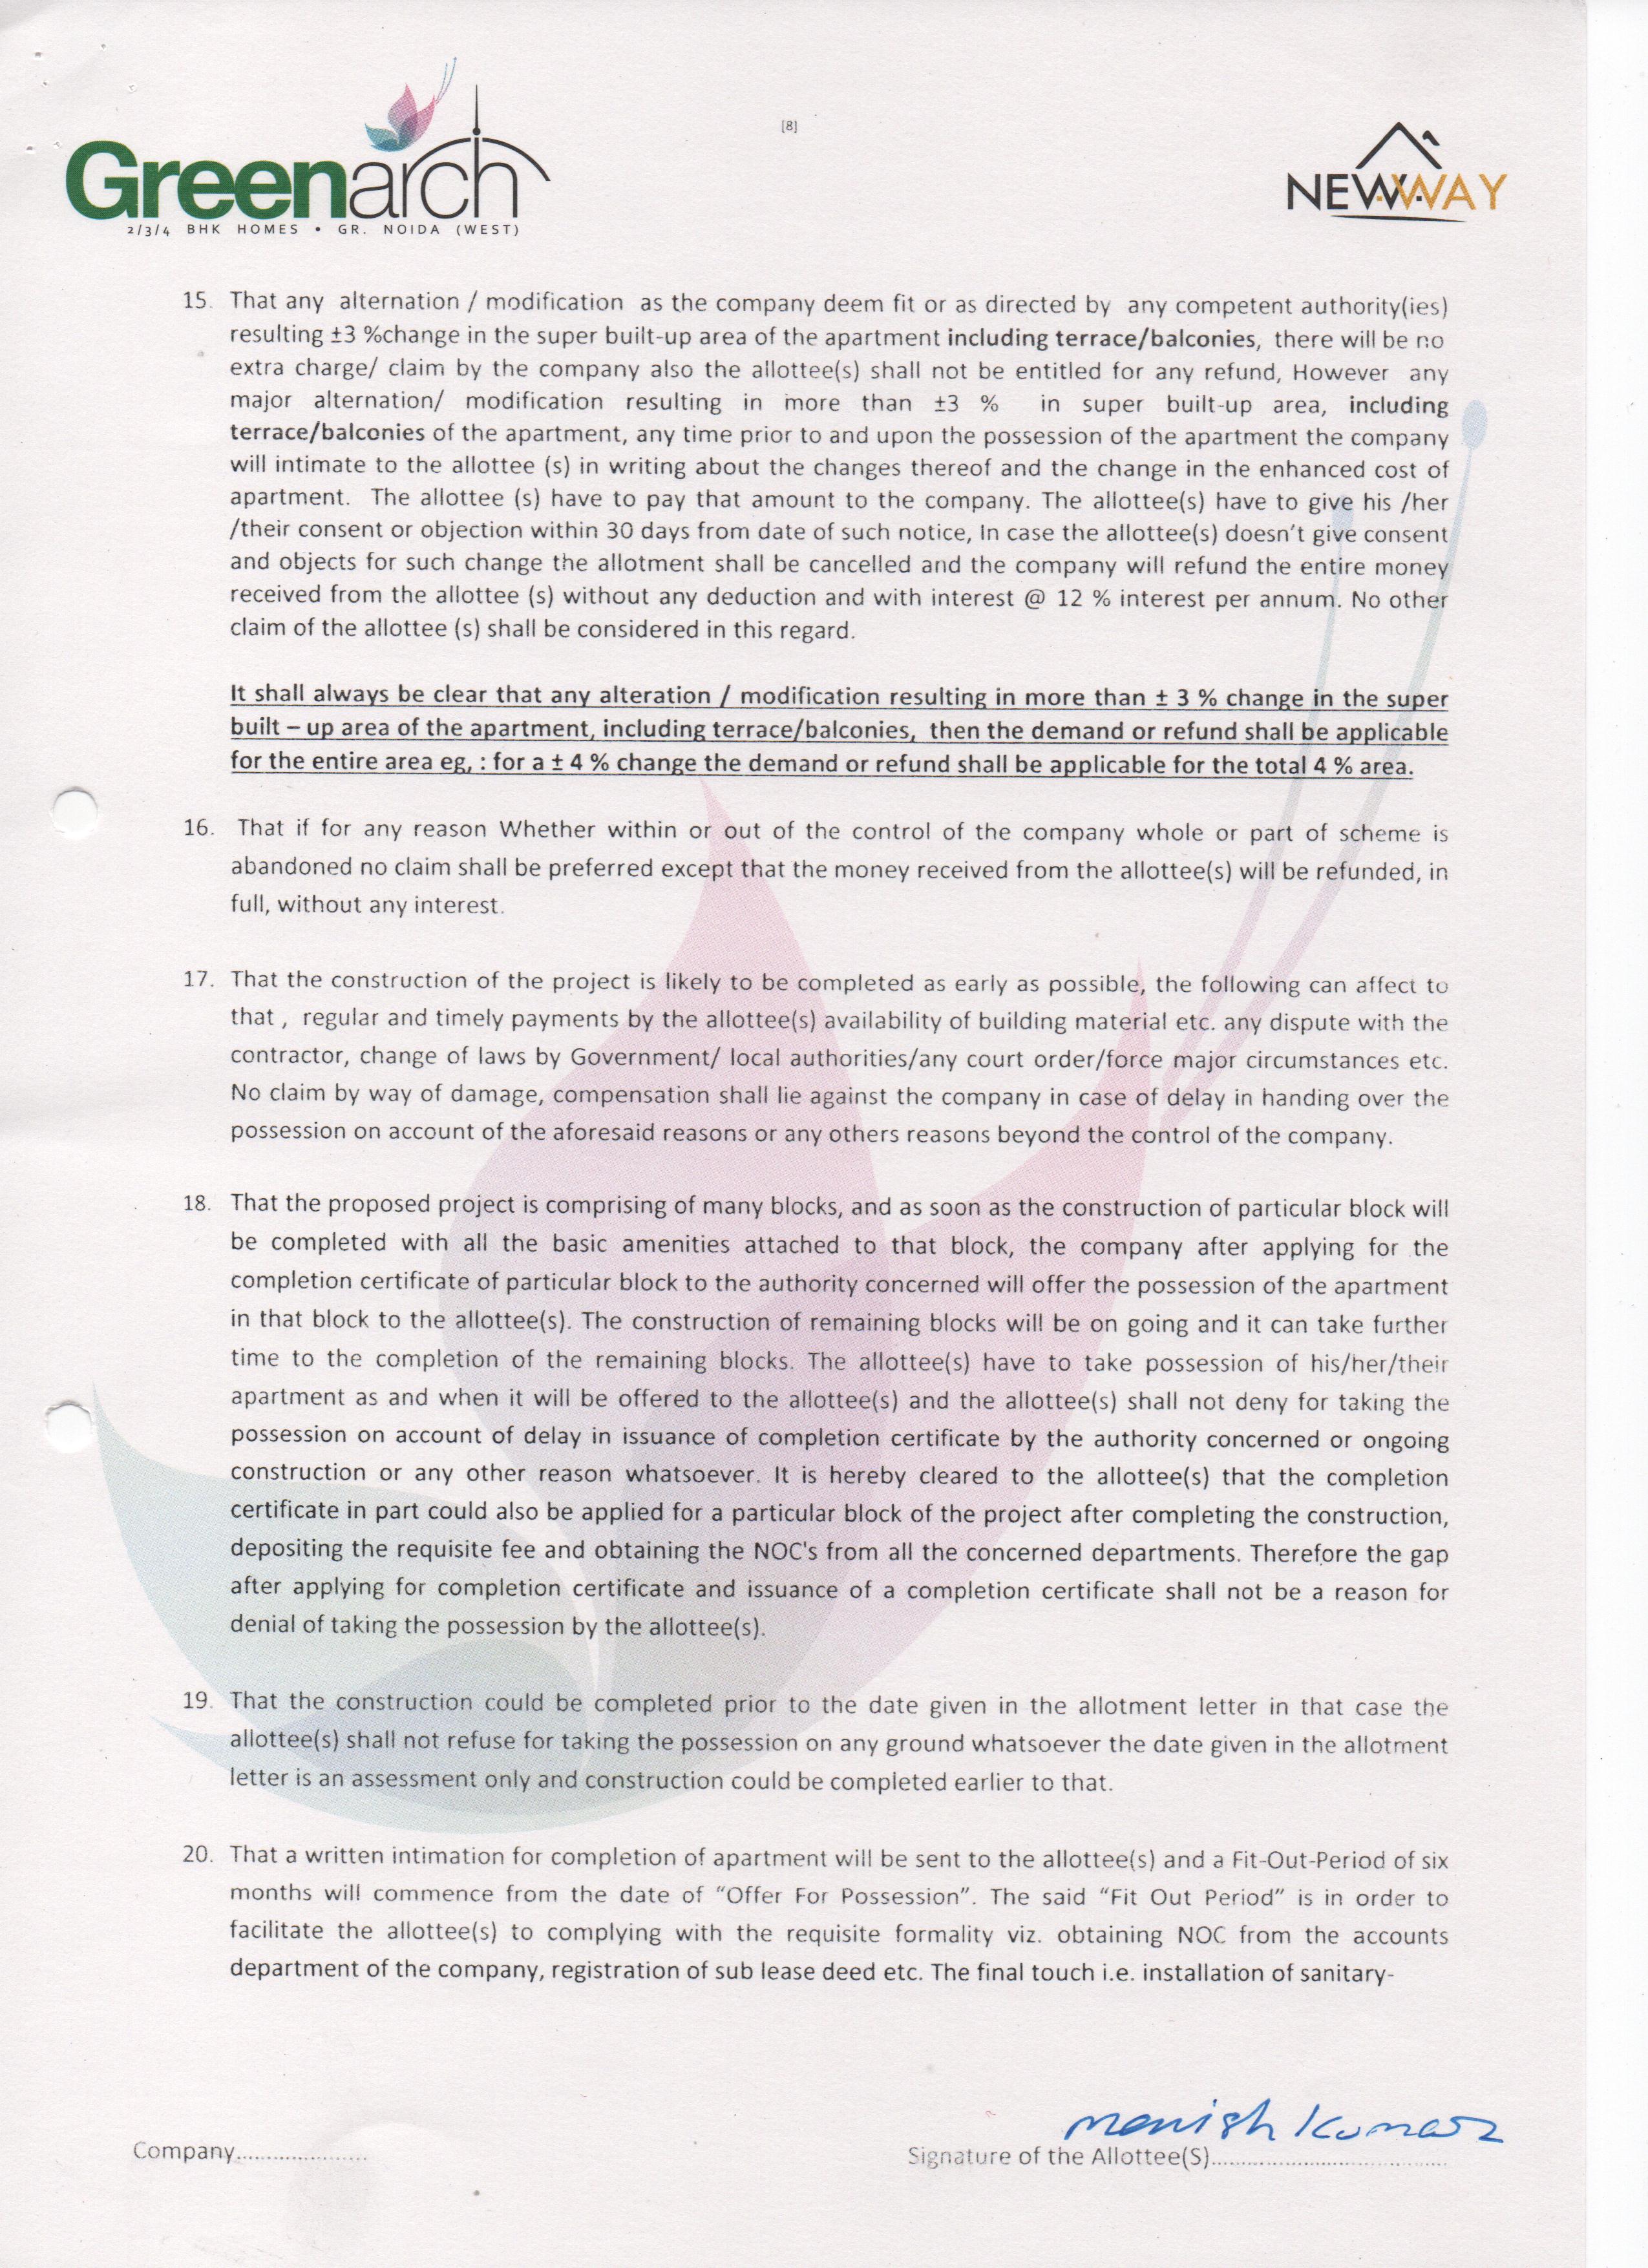 [8]
Greenarch
2/3/4 BHK HOMES • GR. NOIDA (WEST)
NEWWAY
15. That any alternation / modification as the company deem fit or as directed by any competent authority(ies)
resulting ±3 %change in the super built-up area of the apartment including terrace/balconies, there will be no
extra charge/ claim by the company also the allottee(s) shall not be entitled for any refund, However any
major alternation/ modification resulting in more than ±3 % in super built-up area, including
terrace/balconies of the apartment, any time prior to and upon the possession of the apartment the company
will intimate to the allottee (s) in writing about the changes thereof and the change in the enhanced cost of
apartment. The allottee (s) have to pay that amount to the company. The allottee(s) have to give his /her
/their consent or objection within 30 days from date of such notice, In case the allottee(s) doesn't give consent
and objects for such change the allotment shall be cancelled and the company will refund the entire money
received from the allottee (s) without any deduction and with interest @ 12 % interest per annum. No other
claim of the allottee (s) shall be considered in this regard.
It shall always be clear that any alteration / modification resulting in more than ± 3 % change in the super
built – up area of the apartment, including terrace/balconies, then the demand or refund shall be applicable
for the entire area eg, : for a ± 4 % change the demand or refund shall be applicable for the total 4 % area.
16. That if for any reason Whether within or out of the control of the company whole or part of scheme is
abandoned no claim shall be preferred except that the money received from the allottee(s) will be refunded, in
full, without any interest.
17. That the construction of the project is likely to be completed as early as possible, the following can affect to
that , regular and timely payments by the allottee(s) availability of building material etc. any dispute with the
contractor, change of laws by Government/ local authorities/any court order/force major circumstances etc.
No claim by way of damage, compensation shall lie against the company in case of delay in handing over the
possession on account of the aforesaid reasons or any others reasons beyond the control of the company.
18. That the proposed project is comprising of many blocks, and as soon as the construction of particular block will
be completed with all the basic amenities attached to that block, the company after applying for the
completion certificate of particular block to the authority concerned will offer the possession of the apartment
in that block to the allottee(s). The construction of remaining blocks will be on going and it can take further
time to the completion of the remaining blocks. The allottee(s) have to take possession of his/her/their
apartment as and when it will be offered to the allottee(s) and the allottee(s) shall not deny for taking the
possession on account of delay in issuance of completion certificate by the authority concerned or ongoing
construction or any other reason whatsoever. It is hereby cleared to the allottee(s) that the completion
certificate in part could also be applied for a particular block of the project after completing the construction,
depositing the requisite fee and obtaining the NOC's from all the concerned departments. Therefore the gap
after applying for completion certificate and issuance of a completion certificate shall not be a reason for
denial of taking the possession by the allottee(s).
19. That the construction could be completed prior to the date given in the allotment letter in that case the
allottee(s) shall not refuse for taking the possession on any ground whatsoever the date given in the allotment
letter is an assessment only and construction could be completed earlier to that.
20. That a written intimation for completion of apartment will be sent to the allottee(s) and a Fit-Out-Period of six
months will commence from the date of “Offer For Possession”. The said “Fit Out Period” is in order to
facilitate the allottee(s) to complying with the requisite formality viz. obtaining NOC from the accounts
department of the company, registration of sub lease deed etc. The final touch i.e. installation of sanitary-
manish Kumar
Company.....................
Signature of the Allottee(S).......................................